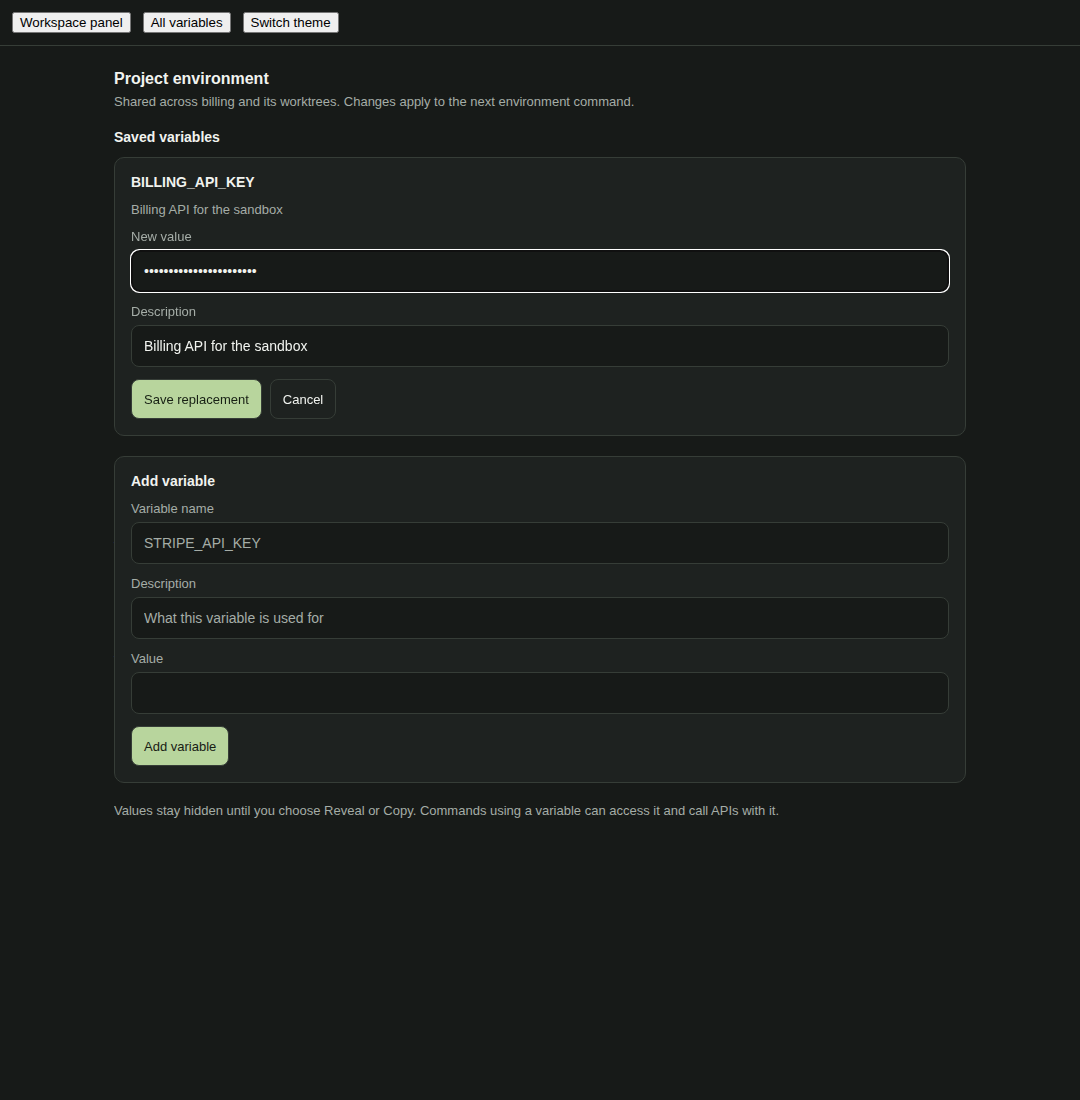 Workspace panel All variables Switch theme
Project environment
Shared across billing and its worktrees. Changes apply to the next environment command.
Saved variables
BILLING_API_KEY
Billing API for the sandbox
New value
•••••••••••••••••••••••
Description
Billing API for the sandbox
Save replacement Cancel
Add variable
Variable name
STRIPE_API_KEY
Description
What this variable is used for
Value
Add variable
Values stay hidden until you choose Reveal or Copy. Commands using a variable can access it and call APIs with it.